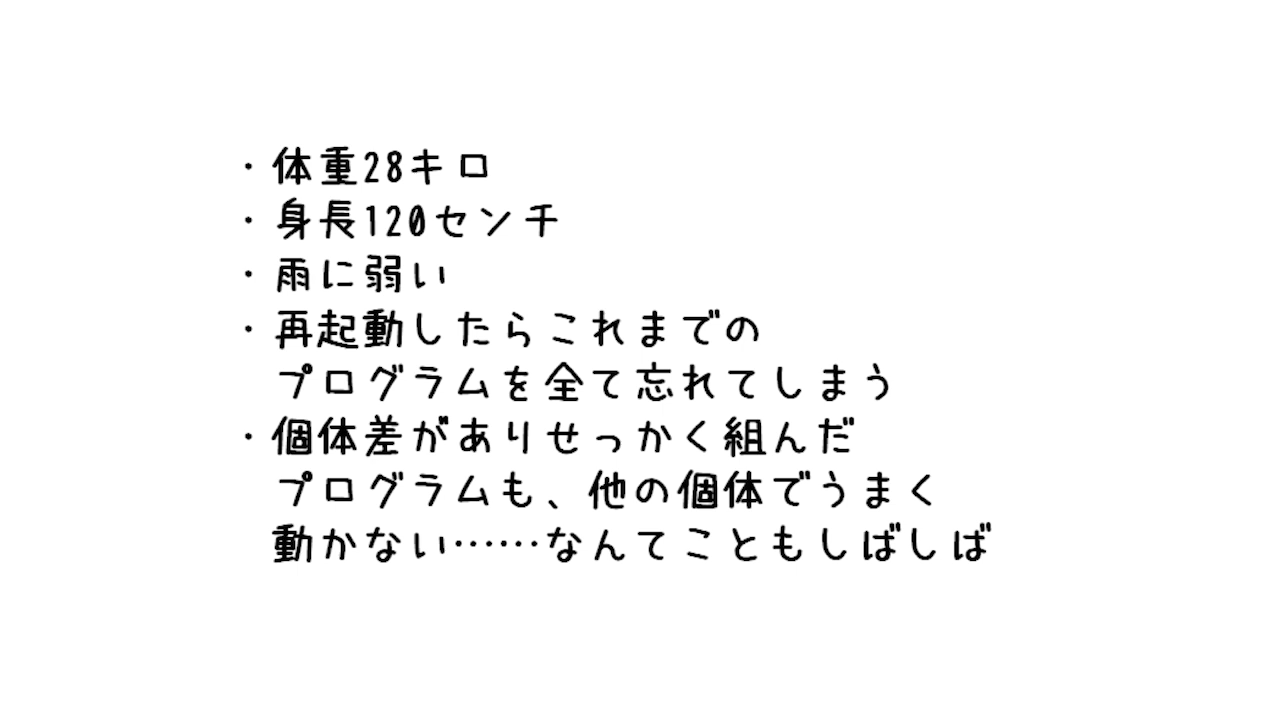 ・体重28キロ
・身長120センチ
・雨に弱い
・再起動したらこれまでの
プログラムを全て忘れてしまう
・個体差がありせっかく組んだ
プログラムも、他の個体でうまく
動かない……なんてこともしばしば